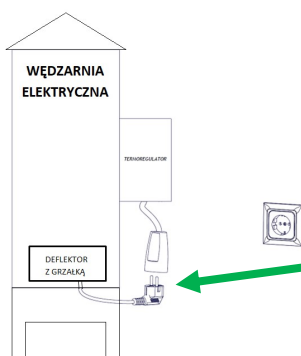 WĘDZARNIA
ELEKTRYCZNA
TERMOREGULATOR
DEFLEKTOR
Z GRZAŁKĄ